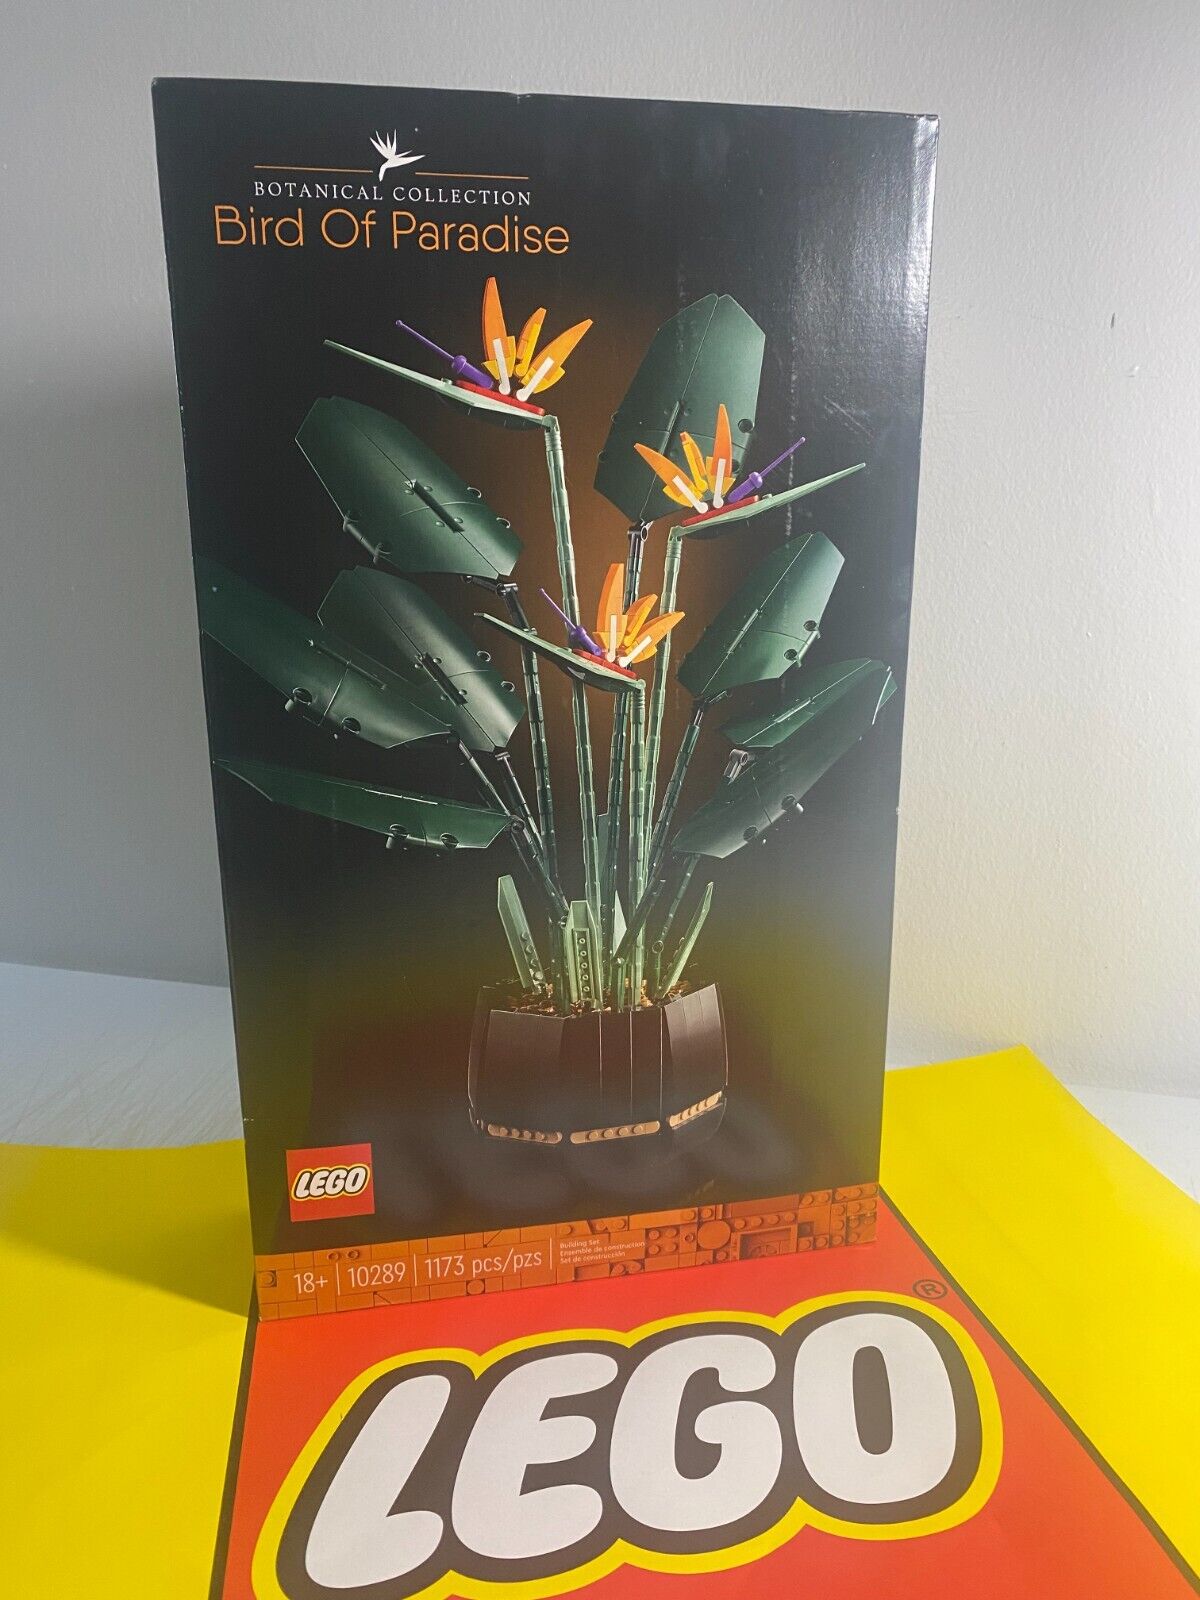 BOTANICAL COLLECTION
Bird Of Paradise
LEGO
18+ | 10289 | 1173 pcs/pzs
Building Set
Ensemble de construction
Set de construcción
LEGO®